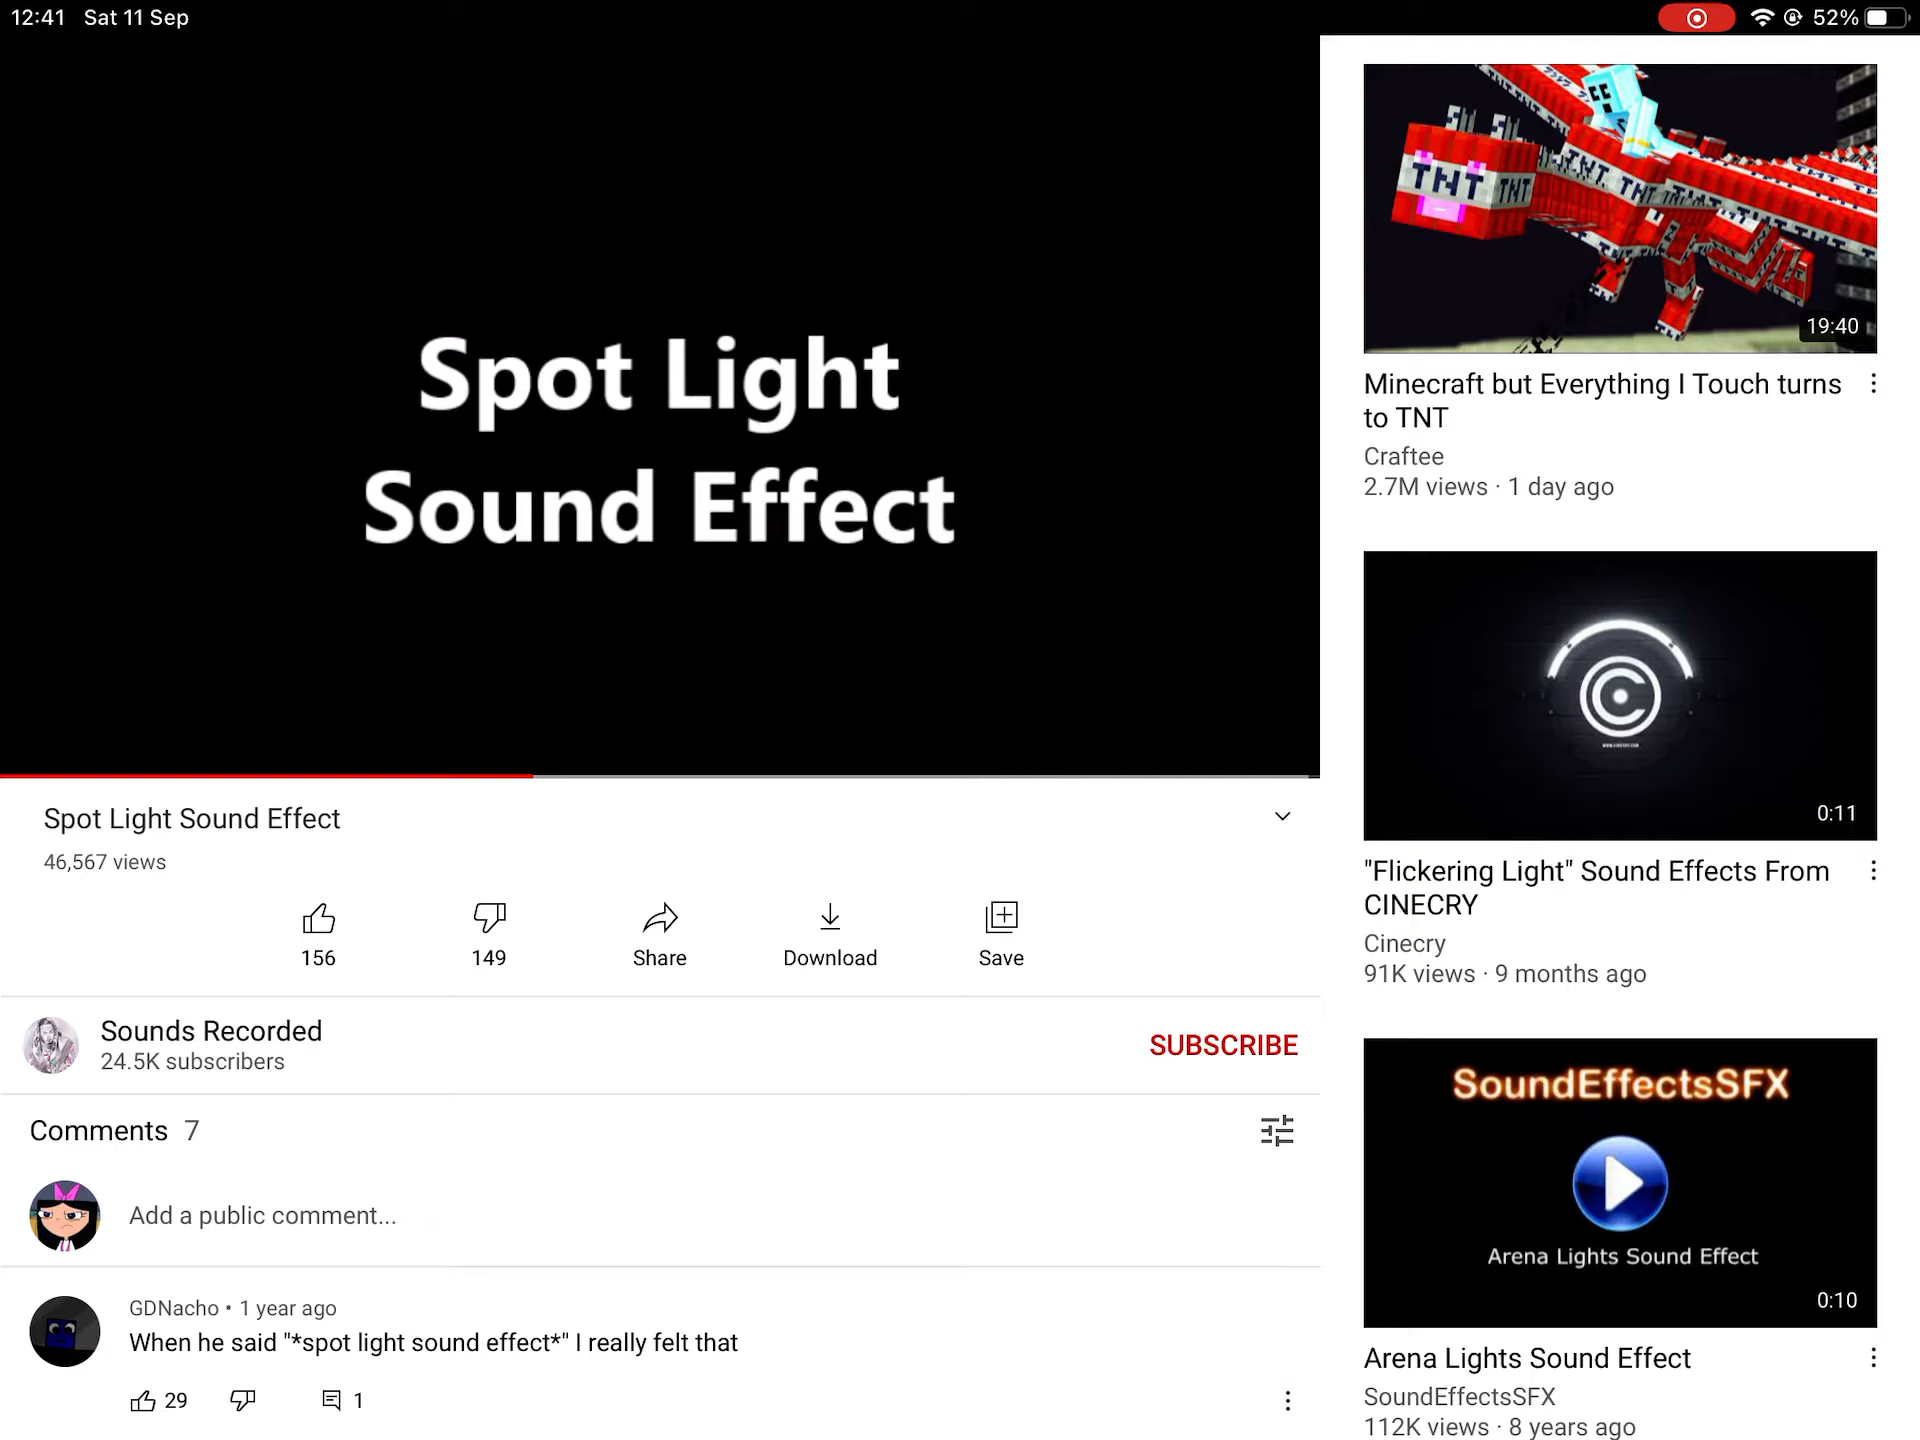 12:41 Sat 11 Sep
52%
Spot Light
Sound Effect
Spot Light Sound Effect
46,567 views
156
149
Share
Download
Save
Sounds Recorded
24.5K subscribers
SUBSCRIBE
Comments 7
Add a public comment...
GDNacho • 1 year ago
When he said "*spot light sound effect*" I really felt that
29
1
TNT
TNT
TNT
TNT
19:40
Minecraft but Everything I Touch turns
to TNT
Craftee
2.7M views · 1 day ago
0:11
"Flickering Light" Sound Effects From
CINECRY
Cinecry
91K views · 9 months ago
SoundEffectsSFX
Arena Lights Sound Effect
0:10
Arena Lights Sound Effect
SoundEffectsSFX
112K views · 8 years ago